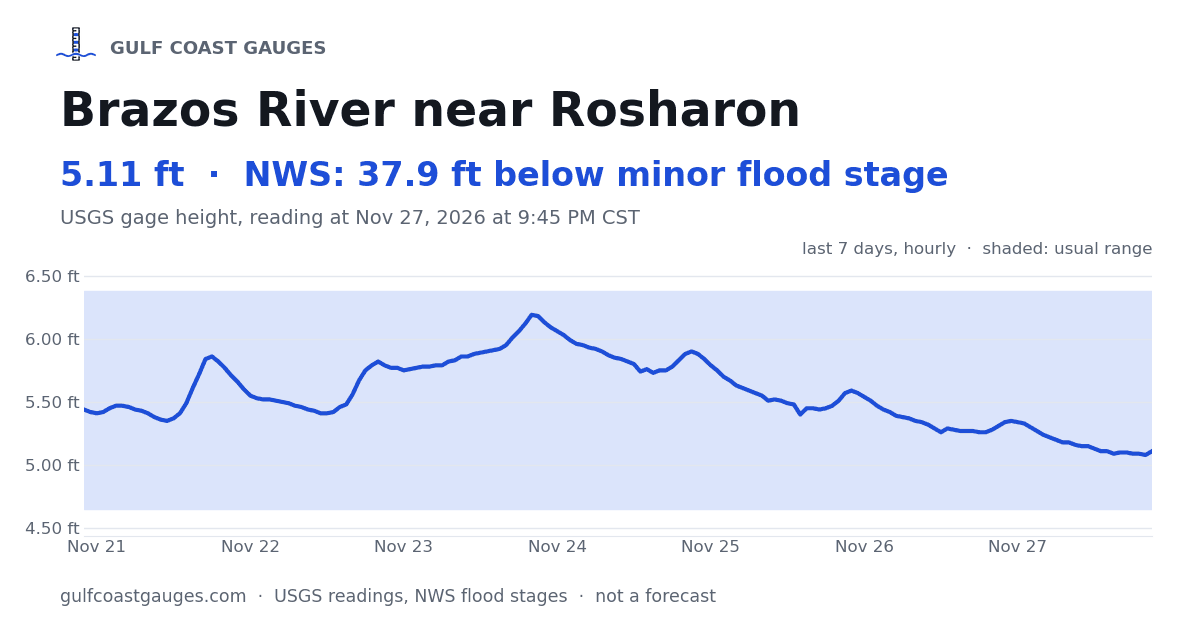 GULF COAST GAUGES
Brazos River near Rosharon
5.11 ft · NWS: 37.9 ft below minor flood stage
USGS gage height, reading at Nov 27, 2026 at 9:45 PM CST
last 7 days, hourly · shaded: usual range
6.50 ft
6.00 ft
5.50 ft
5.00 ft
4.50 ft
Nov 21 Nov 22 Nov 23 Nov 24 Nov 25 Nov 26 Nov 27
gulfcoastgauges.com · USGS readings, NWS flood stages · not a forecast